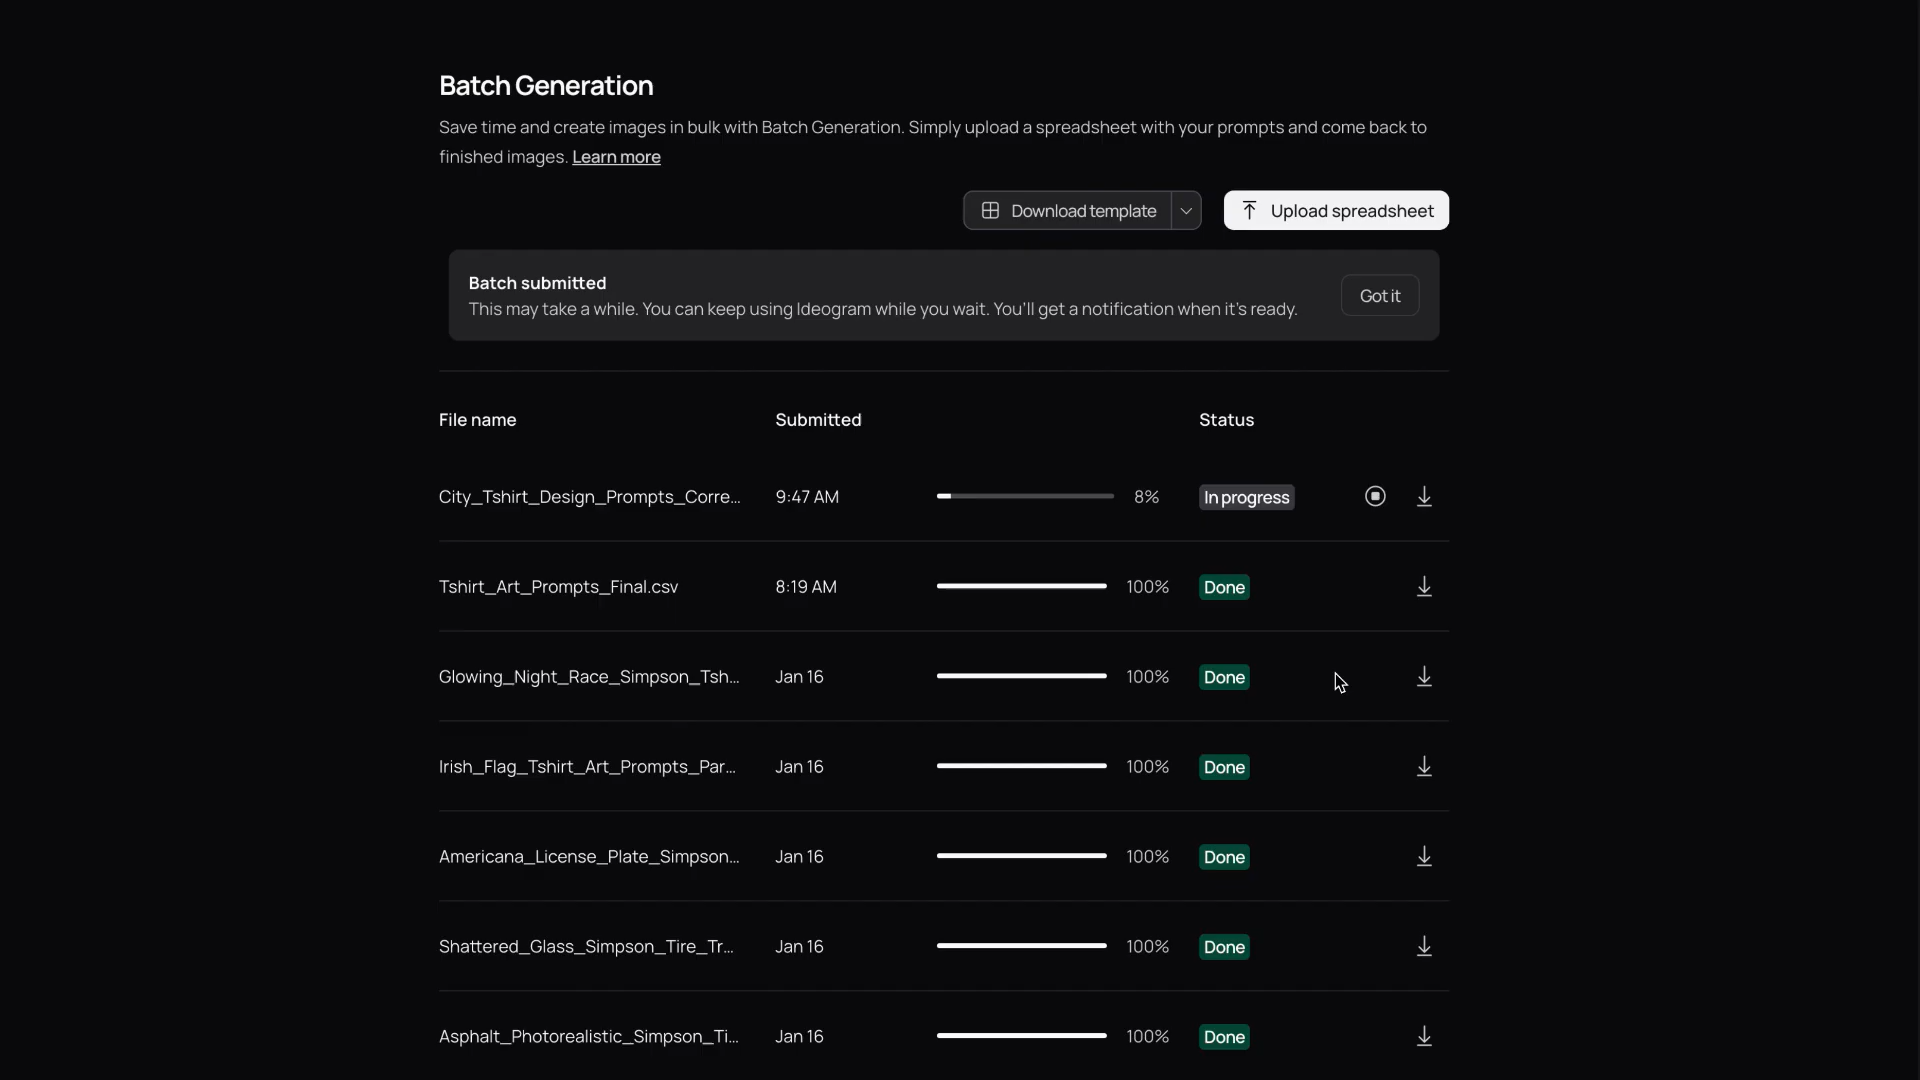 Batch Generation
Save time and create images in bulk with Batch Generation. Simply upload a spreadsheet with your prompts and come back to
finished images. Learn more
Download template
Upload spreadsheet
Batch submitted
This may take a while. You can keep using Ideogram while you wait. You'll get a notification when it's ready.
Got it
File name Submitted Status
City_Tshirt_Design_Prompts_Corre... 9:47 AM 8% In progress
Tshirt_Art_Prompts_Final.csv 8:19 AM 100% Done
Glowing_Night_Race_Simpson_Tsh... Jan 16 100% Done
Irish_Flag_Tshirt_Art_Prompts_Par... Jan 16 100% Done
Americana_License_Plate_Simpson... Jan 16 100% Done
Shattered_Glass_Simpson_Tire_Tr... Jan 16 100% Done
Asphalt_Photorealistic_Simpson_Ti... Jan 16 100% Done